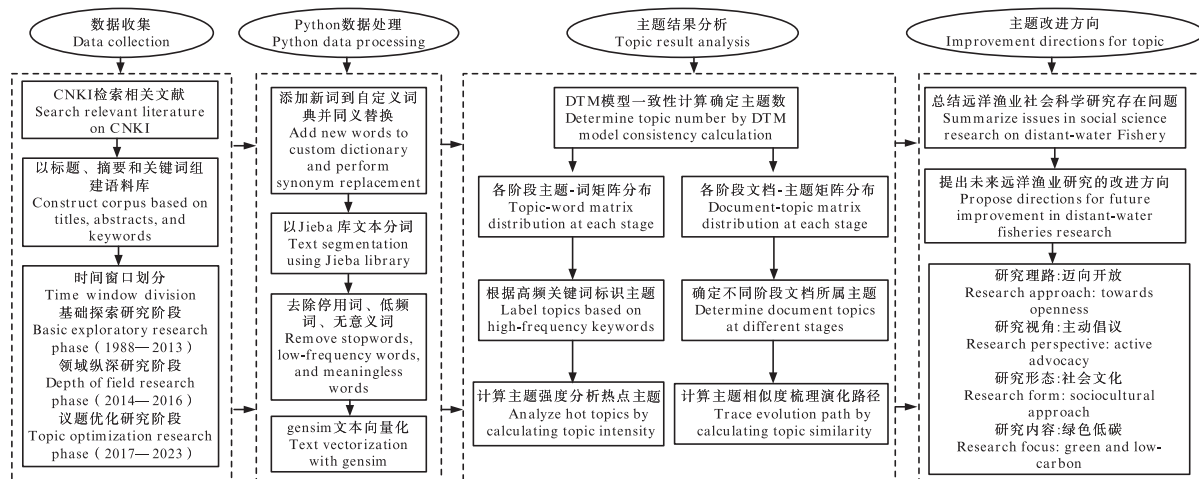 数据收集
Data collection
CNKI检索相关文献
Search relevant literature
on CNKI
以标题、摘要和关键词组
建语料库
Construct corpus based on
titles, abstracts, and
keywords
时间窗口划分
Time window division
基础探索研究阶段
Basic exploratory research
phase（1988—2013）
领域纵深研究阶段
Depth of field research
phase（2014—2016）
议题优化研究阶段
Topic optimization research
phase（2017—2023）
Python数据处理
Python data processing
添加新词到自定义词
典并同义替换
Add new words to
custom dictionary
and perform
synonym replacement
以Jieba 库文本分词
Text segmentation
using Jieba library
去除停用词、低频
词、无意义词
Remove stopwords,
low-frequency words,
and meaningless
words
gensim文本向量化
Text vectorization
with gensim
主题结果分析
Topic result analysis
DTM模型一致性计算确定主题数
Determine topic number by DTM
model consistency calculation
各阶段主题-词矩阵分布
Topic-word matrix
distribution at each stage
根据高频关键词标识主题
Label topics based on
high-frequency keywords
计算主题强度分析热点主题
Analyze hot topics by
calculating topic intensity
各阶段文档-主题矩阵分布
Document-topic matrix
distribution at each stage
确定不同阶段文档所属主题
Determine document topics
at different stages
计算主题相似度梳理演化路径
Trace evolution path by
calculating topic similarity
主题改进方向
Improvement directions for topic
总结远洋渔业社会科学研究存在问题
Summarize issues in social science
research on distant-water Fishery
提出未来远洋渔业研究的改进方向
Propose directions for future
improvement in distant-water
fisheries research
研究理路:迈向开放
Research approach: towards
openness
研究视角:主动倡议
Research perspective: active
advocacy
研究形态:社会文化
Research form: sociocultural
approach
研究内容:绿色低碳
Research focus: green and low-
carbon